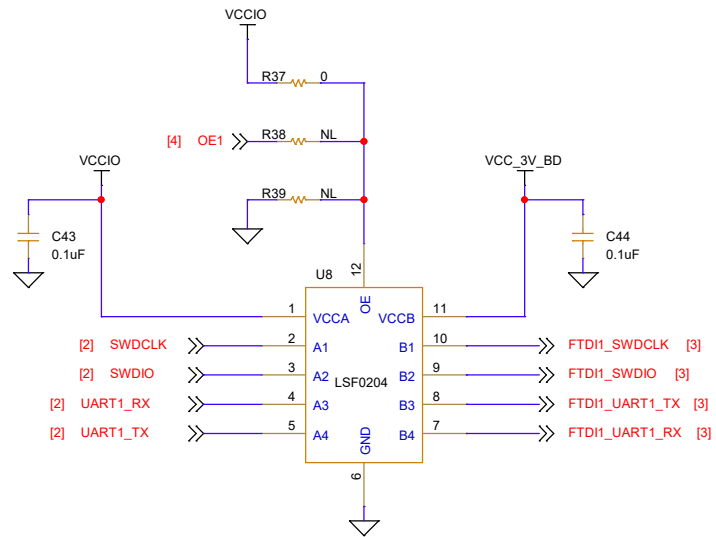 VCCIO
R37 0
[4] OE1 R38 NL
VCCIO VCC_3V_BD
R39 NL
C43 C44
0.1uF 0.1uF
12
U8
OE
1 VCCA VCCB 11
[2] SWDCLK 2 A1 B1 10 FTDI1_SWDCLK [3]
[2] SWDIO 3 A2 B2 9 FTDI1_SWDIO [3]
LSF0204
[2] UART1_RX 4 A3 B3 8 FTDI1_UART1_TX [3]
[2] UART1_TX 5 A4 B4 7 FTDI1_UART1_RX [3]
GND
6